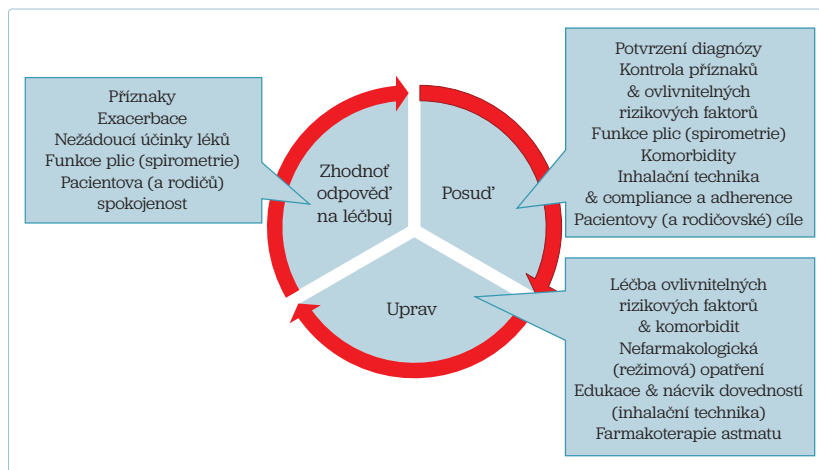 Příznaky
Exacerbace
Nežádoucí účinky léků
Funkce plic (spirometrie)
Pacientova (a rodičů)
spokojenost
Zhodnoť
odpověď
na léčbuj
Posuď
Uprav
Potvrzení diagnózy
Kontrola příznaků
& ovlivnitelných
rizikových faktorů
Funkce plic (spirometrie)
Komorbidity
Inhalační technika
& compliance a adherence
Pacientovy (a rodičovské) cíle
Léčba ovlivnitelných
rizikových faktorů
& komorbidit
Nefarmakologická
(režimová) opatření
Edukace & nácvik dovedností
(inhalační technika)
Farmakoterapie astmatu